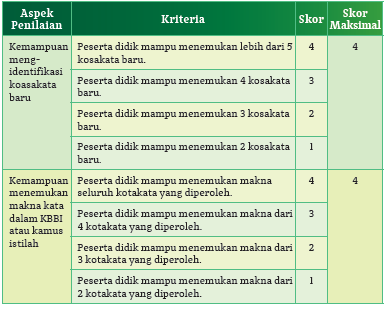 Aspek Penilaian Kriteria Skor Skor Maksimal
Kemampuan
meng-
identifikasi
koasakata
baru
Peserta didik mampu menemukan lebih dari 5
kosakata baru.
4
4
Peserta didik mampu menemukan 4 kosakata
baru.
3
Peserta didik mampu menemukan 3 kosakata
baru.
2
Peserta didik mampu menemukan 2 kosakata
baru.
1
Kemampuan
menemukan
makna kata
dalam KBBI
atau kamus
istilah
Peserta didik mampu menemukan makna
seluruh kotakata yang diperoleh.
4
4
Peserta didik mampu menemukan makna dari
4 kotakata yang diperoleh.
3
Peserta didik mampu menemukan makna dari
3 kotakata yang diperoleh.
2
Peserta didik mampu menemukan makna dari
2 kotakata yang diperoleh.
1